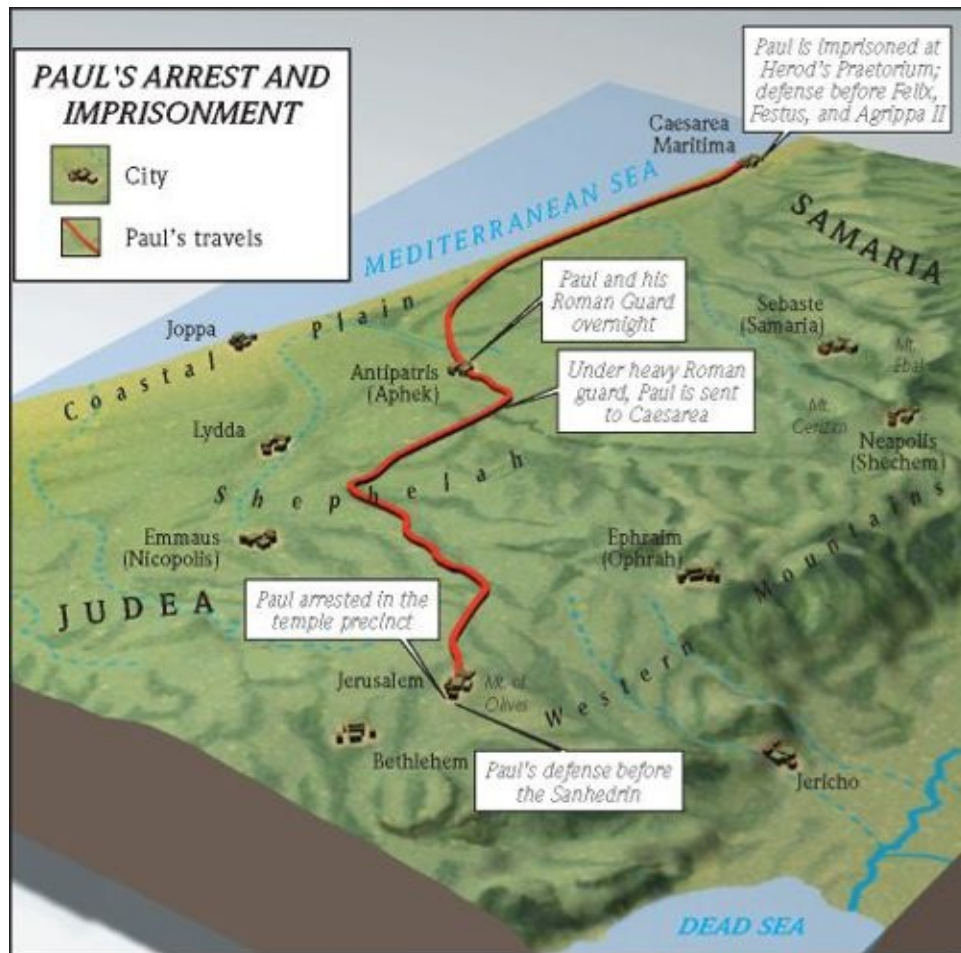 PAUL'S ARREST AND
IMPRISONMENT
City
Paul's travels
Paul is imprisoned at
Herod's Praetorium;
defense before Felix,
Festus, and Agrippa II
Caesarea
Maritima
MEDITERRANEAN SEA
SAMARIA
Paul and his
Roman Guard
overnight
Sebaste
(Samaria)
Mt.
Ebal
Joppa
Coastal plain
Antipatris
(Aphek)
Under heavy Roman
guard, Paul is sent
to Caesarea
Mt.
Gerizim
Neapolis
(Shechem)
Lydda
Shephelah
Emmaus
(Nicopolis)
Ephraim
(Ophrah)
Western Mountains
JUDEA
Paul arrested in the
temple precinct
Jerusalem
Mt. of
Olives
Bethlehem
Paul's defense before
the Sanhedrin
Jericho
DEAD SEA